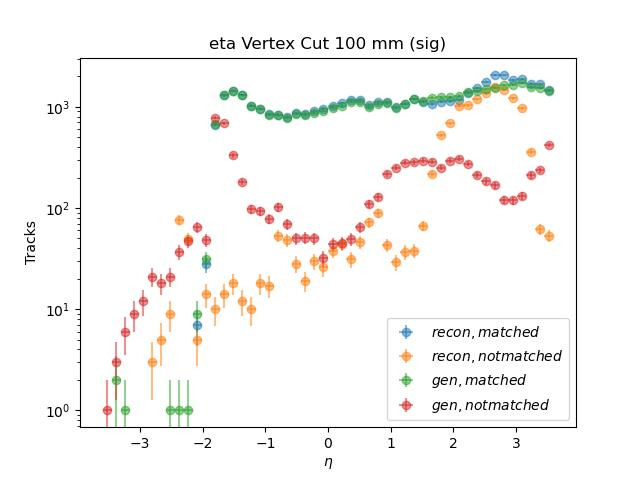 eta Vertex Cut 100 mm (sig)
Tracks
10³
10²
10¹
10⁰
recon, matched
recon, notmatched
gen, matched
gen, notmatched
−3 −2 −1 0 1 2 3
η